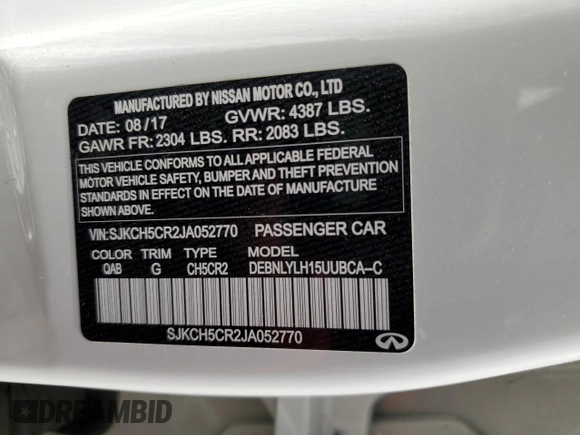 MANUFACTURED BY NISSAN MOTOR CO., LTD
DATE: 08/17 GVWR: 4387 LBS.
GAWR FR: 2304 LBS. RR: 2083 LBS.
THIS VEHICLE CONFORMS TO ALL APPLICABLE FEDERAL
MOTOR VEHICLE SAFETY, BUMPER AND THEFT PREVENTION
STANDARDS IN EFFECT ON THE DATE OF MANUFACTURE
SHOWN ABOVE.
VIN:SJKCH5CR2JA052770 PASSENGER CAR
COLOR TRIM TYPE MODEL
QAB G CH5CR2 DEBNLYLH15UUBCA-C
SJKCH5CR2JA052770
DREAMBID